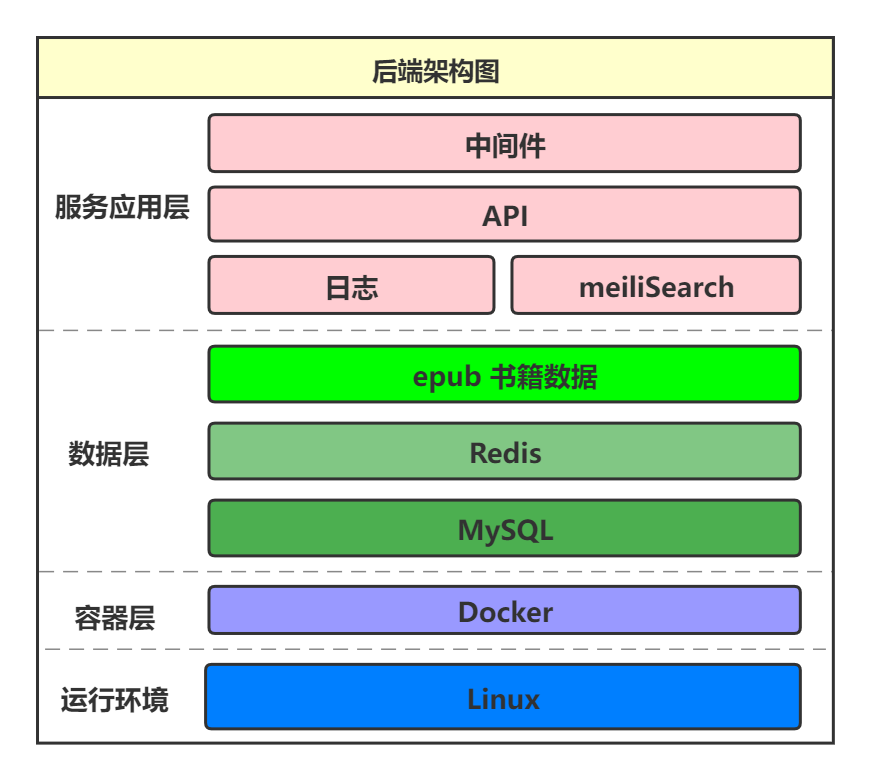 后端架构图
服务应用层
中间件
API
日志
meiliSearch
数据层
epub 书籍数据
Redis
MySQL
容器层
Docker
运行环境
Linux